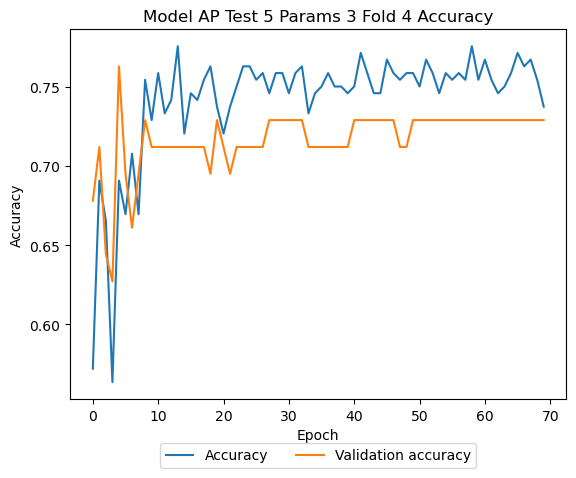 Model AP Test 5 Params 3 Fold 4 Accuracy
0.75
0.70
0.65
0.60
Accuracy
0 10 20 30 40 50 60 70
Epoch
Accuracy Validation accuracy